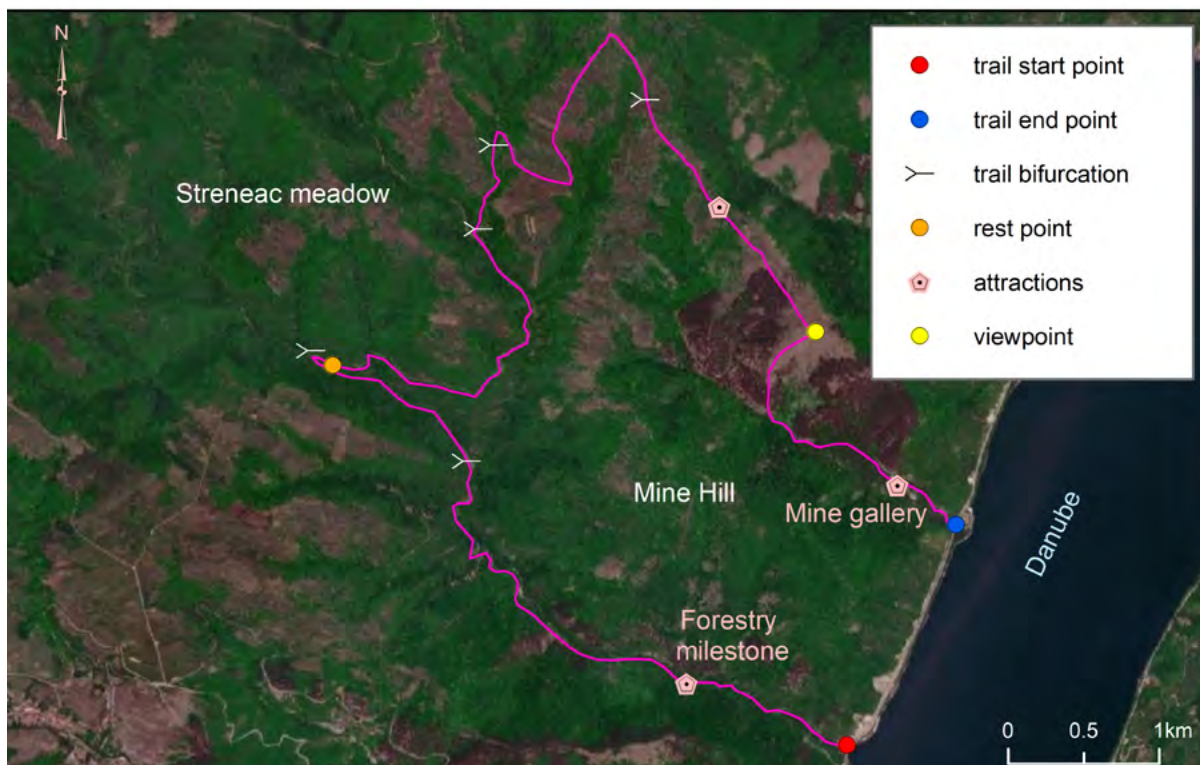 N
trail start point
trail end point
trail bifurcation
rest point
attractions
viewpoint
Streneac meadow
Mine Hill
Mine gallery
Danube
Forestry
milestone
0 0.5 1km